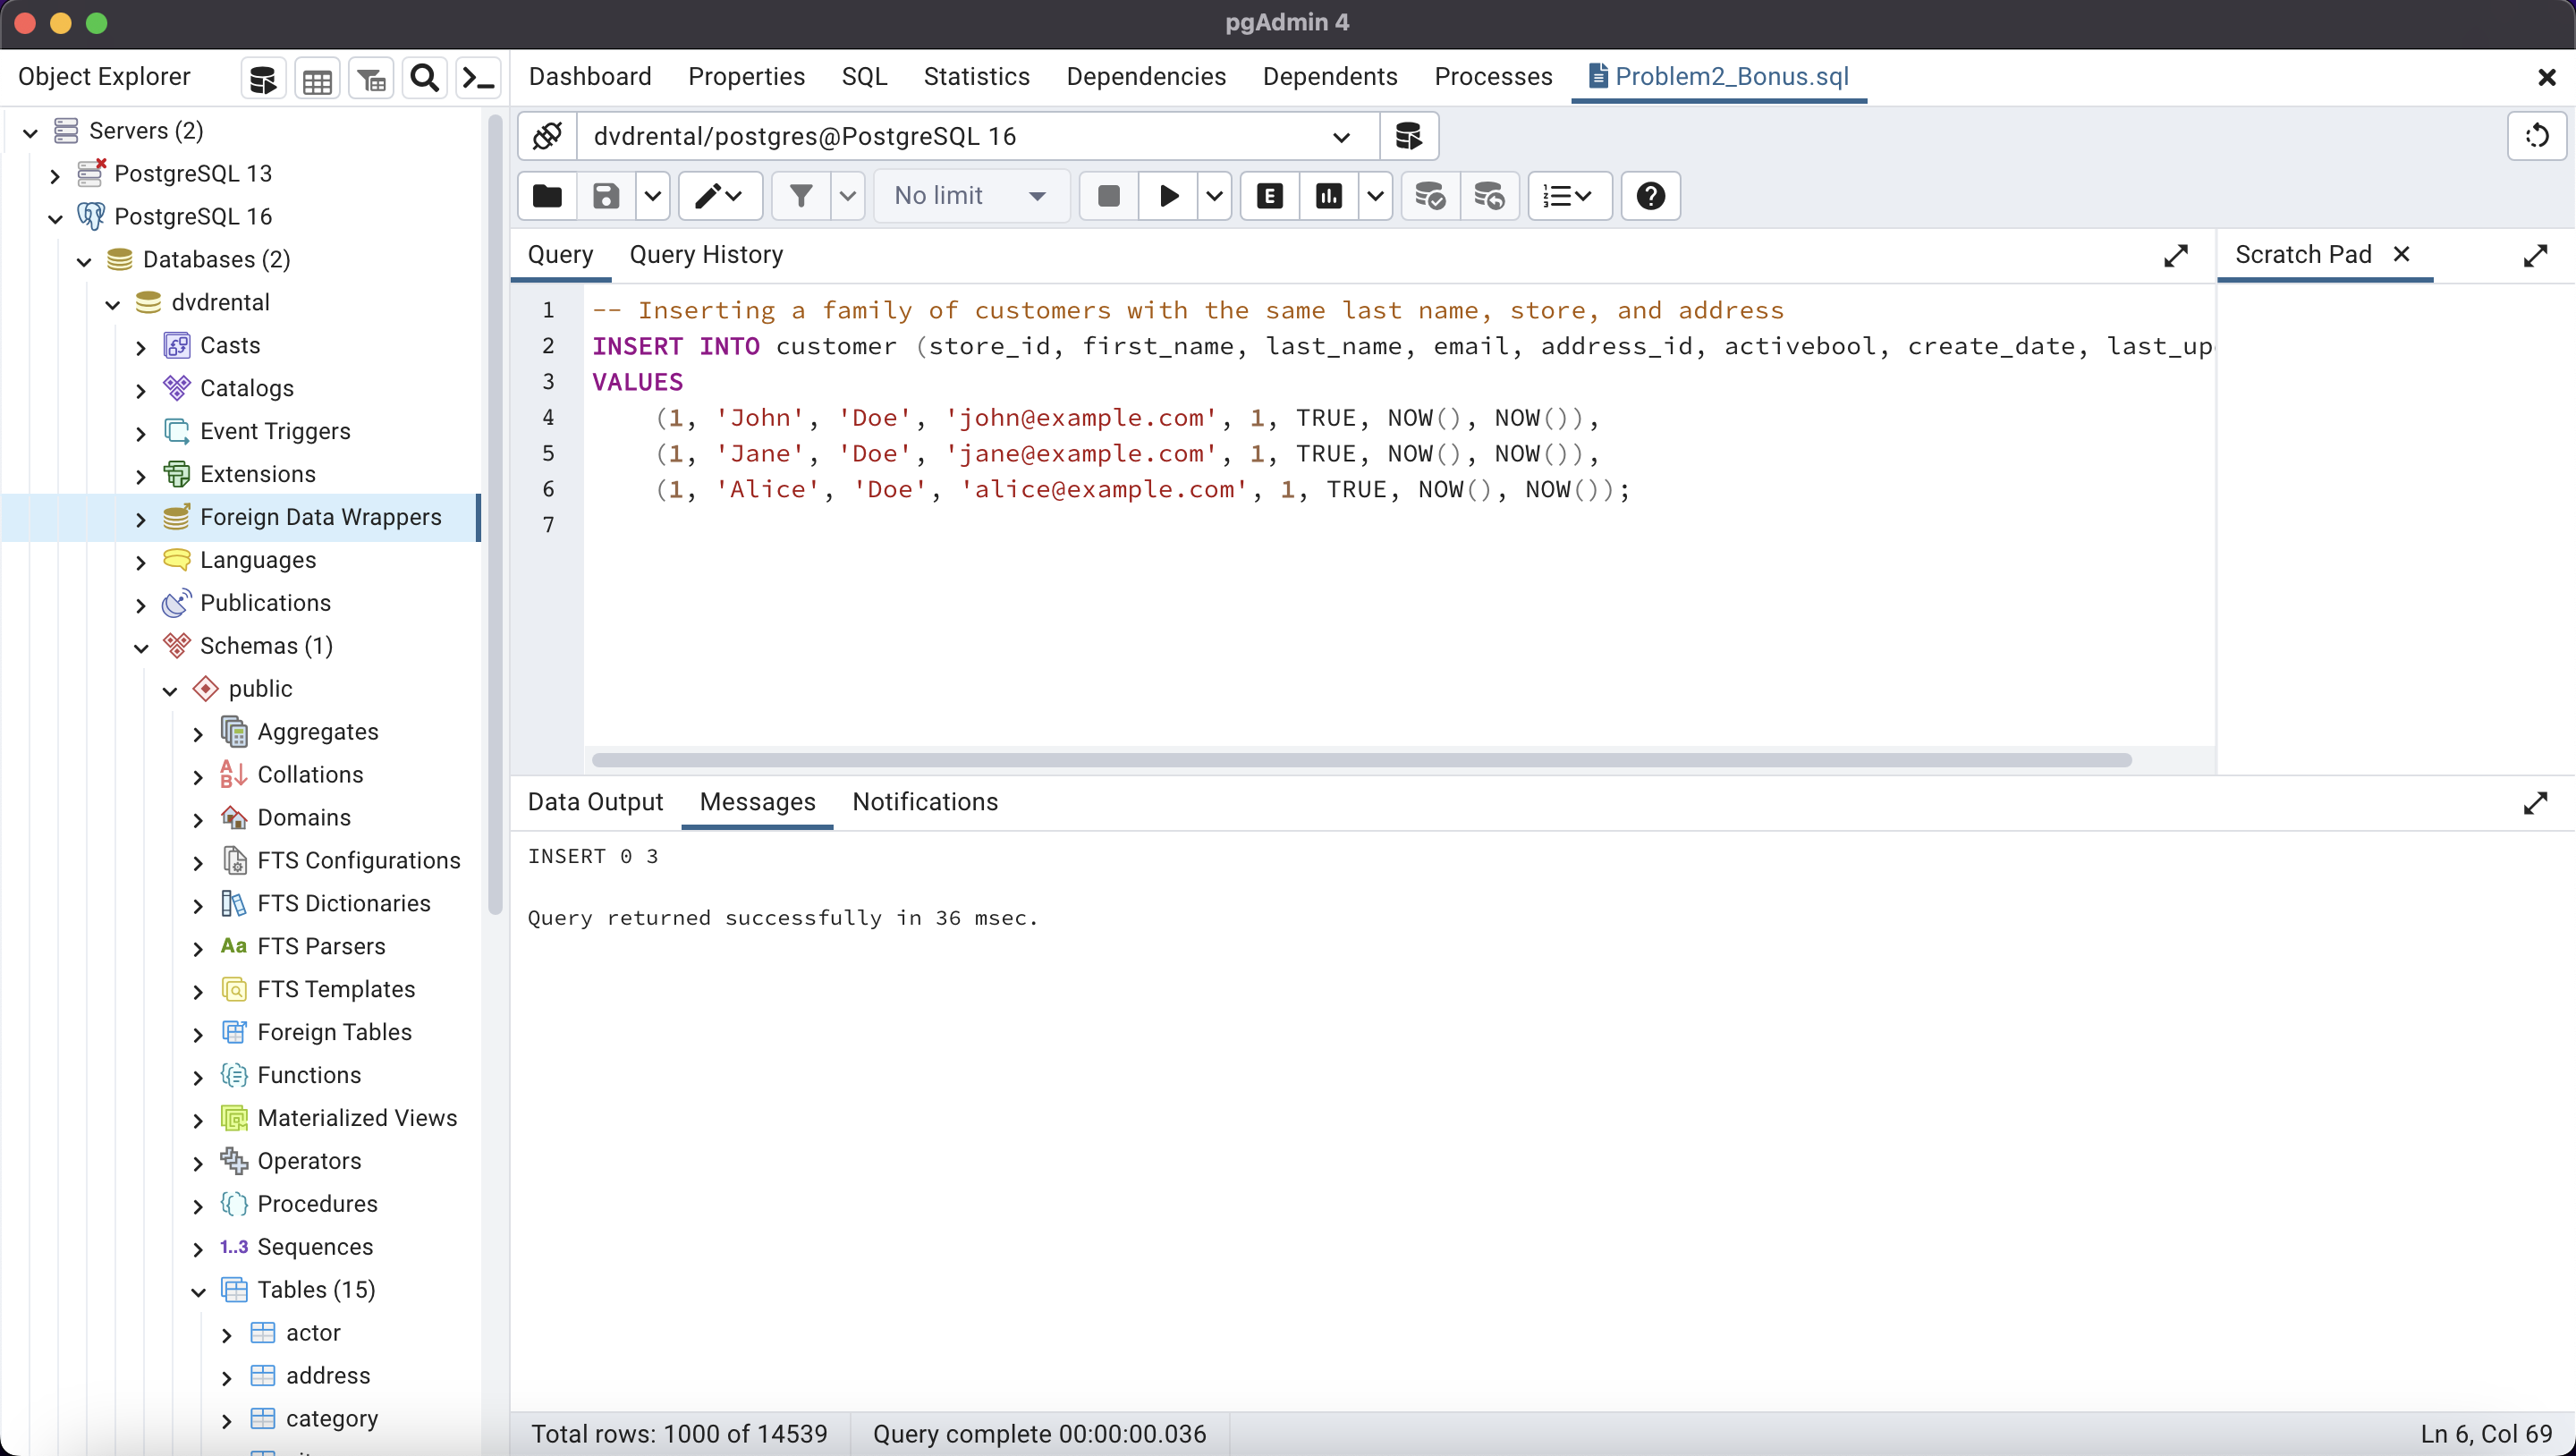 pgAdmin 4
Object Explorer
Dashboard Properties SQL Statistics Dependencies Dependents Processes Problem2_Bonus.sql
Servers (2)
PostgreSQL 13
PostgreSQL 16
Databases (2)
dvdrental
Casts
Catalogs
Event Triggers
Extensions
Foreign Data Wrappers
Languages
Publications
Schemas (1)
public
Aggregates
Collations
Domains
FTS Configurations
FTS Dictionaries
Aa FTS Parsers
FTS Templates
Foreign Tables
Functions
Materialized Views
Operators
Procedures
1..3 Sequences
Tables (15)
actor
address
category
dvdrental/postgres@PostgreSQL 16
No limit
E
Query Query History
Scratch Pad
1 -- Inserting a family of customers with the same last name, store, and address
2 INSERT INTO customer (store_id, first_name, last_name, email, address_id, activebool, create_date, last_up
3 VALUES
4 (1, 'John', 'Doe', 'john@example.com', 1, TRUE, NOW(), NOW()),
5 (1, 'Jane', 'Doe', 'jane@example.com', 1, TRUE, NOW(), NOW()),
6 (1, 'Alice', 'Doe', 'alice@example.com', 1, TRUE, NOW(), NOW());
7
Data Output Messages Notifications
INSERT 0 3
Query returned successfully in 36 msec.
Total rows: 1000 of 14539 Query complete 00:00:00.036 Ln 6, Col 69